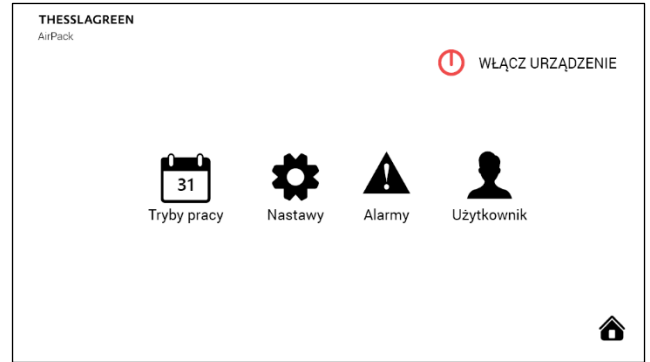 THESSLAGREEN
AirPack
WŁĄCZ URZĄDZENIE
31
Tryby pracy
Nastawy
Alarmy
Użytkownik